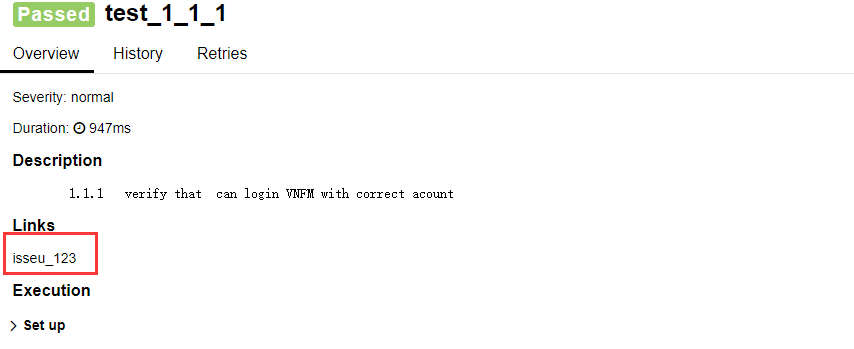 Passed test_1_1_1
Overview History Retries
Severity: normal
Duration: 947ms
Description
1.1.1 verify that can login VNFM with correct acount
Links
isseu_123
Execution
Set up